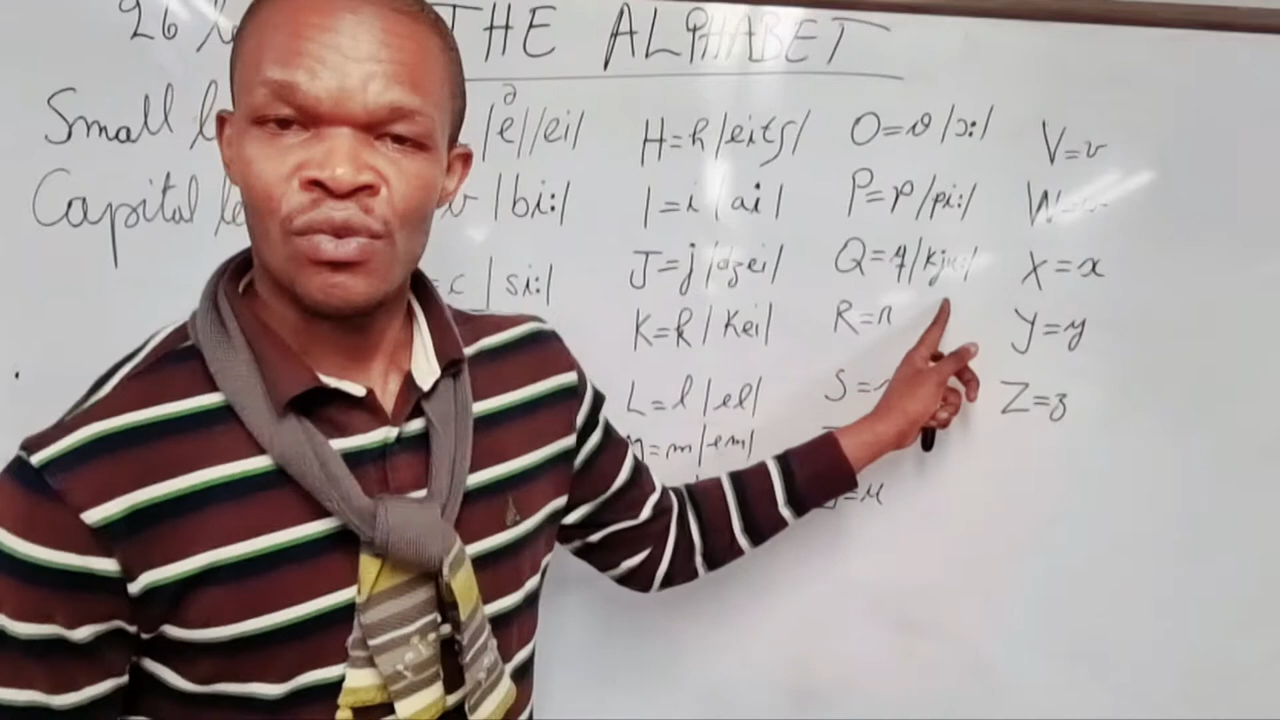 26 THE ALPHABET
Small
Capital
ə
/e//ei/
/bi:/
c /si:/
H=h/eitʃ/
I=i/ai/
J=j/dʒei/
K=k/kei/
L=l/el/
=m/em/
O=o/ɔ:/
P=p/pi:/
Q=q/kju:/
R=r
S=
=u
V=v
W=
X=x
Y=y
Z=z